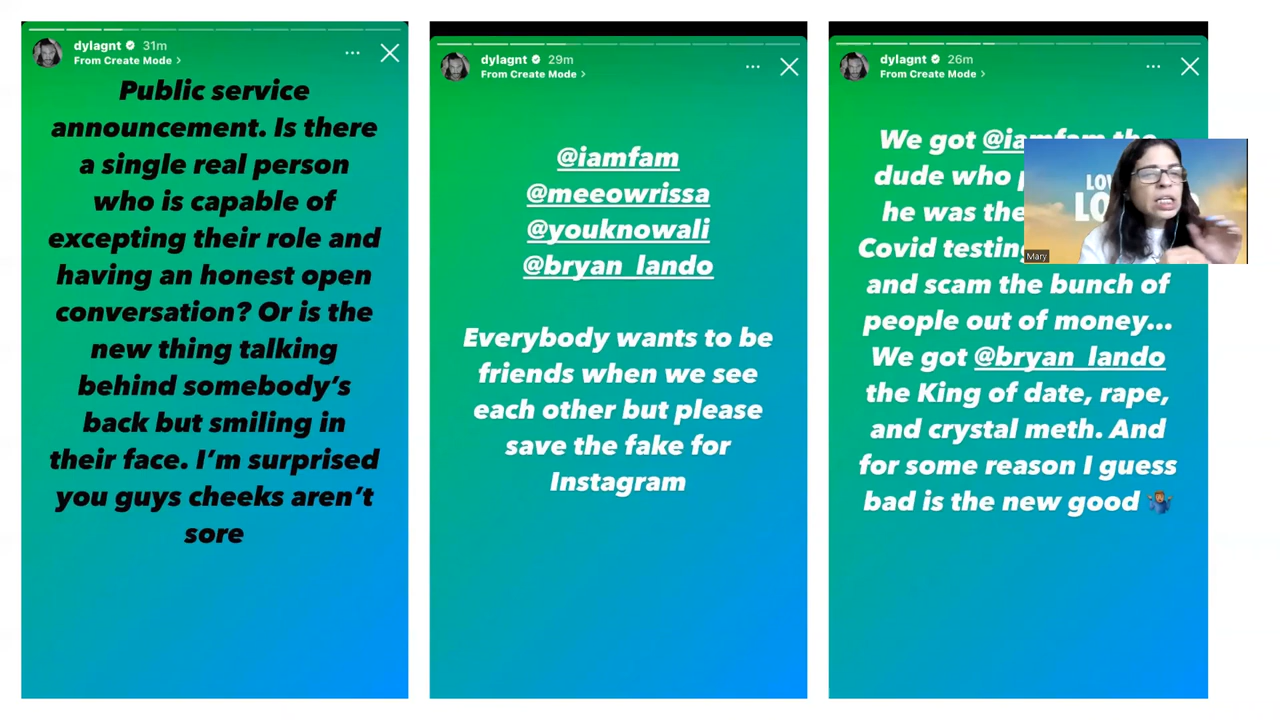 dylagnt 31m
From Create Mode >
Public service
announcement. Is there
a single real person
who is capable of
excepting their role and
having an honest open
conversation? Or is the
new thing talking
behind somebody's
back but smiling in
their face. I'm surprised
you guys cheeks aren't
sore
dylagnt 29m
From Create Mode >
@iamfam
@meeowrissa
@youknowali
@bryan_lando
Everybody wants to be
friends when we see
each other but please
save the fake for
Instagram
dylagnt 26m
From Create Mode >
We got @iamfam the
dude who
he was the
Covid testing
and scam the bunch of
people out of money...
We got @bryan_lando
the King of date, rape,
and crystal meth. And
for some reason I guess
bad is the new good 🤷🏾‍♂️
Mary